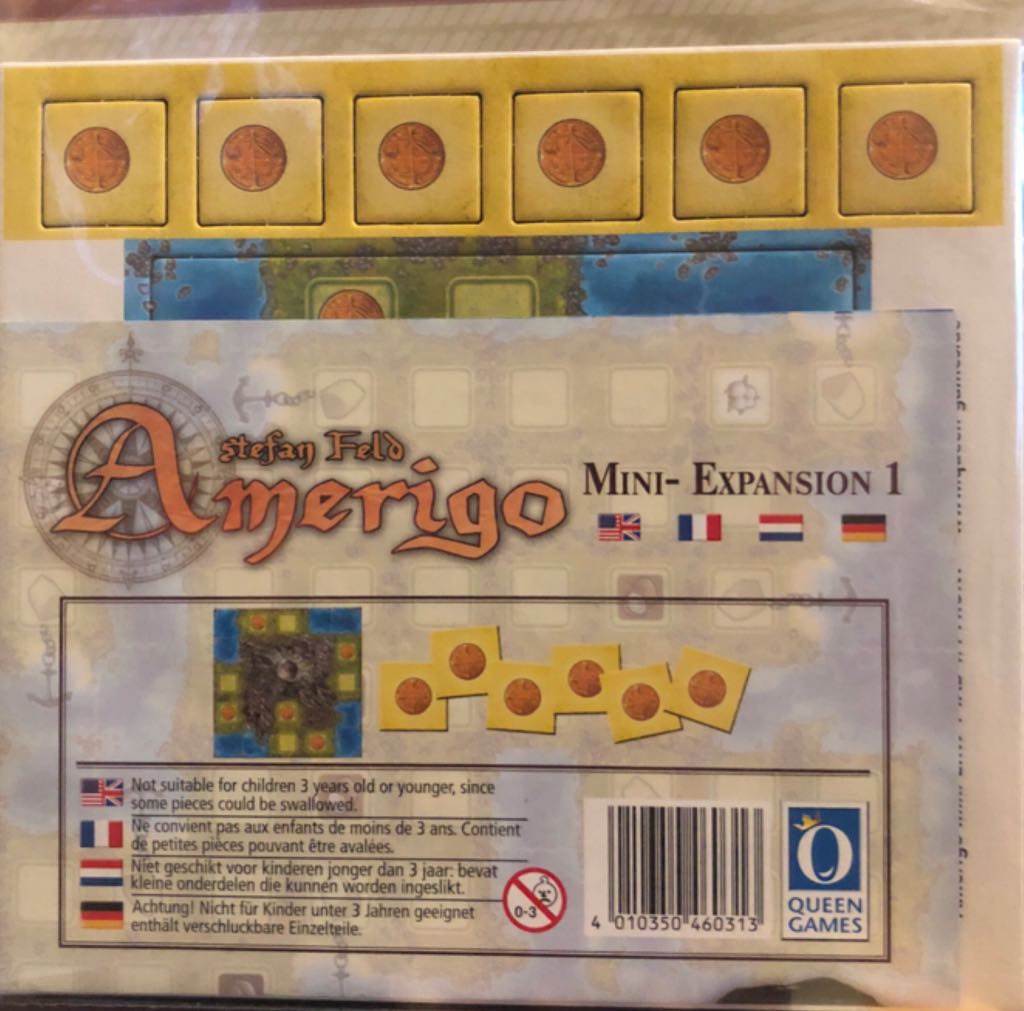 Stefan Feld
Amerigo
MINI- EXPANSION 1
Not suitable for children 3 years old or younger, since
some pieces could be swallowed.
Ne convient pas aux enfants de moins de 3 ans. Contient
de petites pièces pouvant être avalées.
Niet geschikt voor kinderen jonger dan 3 jaar: bevat
kleine onderdelen die kunnen worden ingeslikt.
Achtung! Nicht für Kinder unter 3 Jahren geeignet
enthält verschluckbare Einzelteile.
0-3
4 010350 460313
QUEEN
GAMES